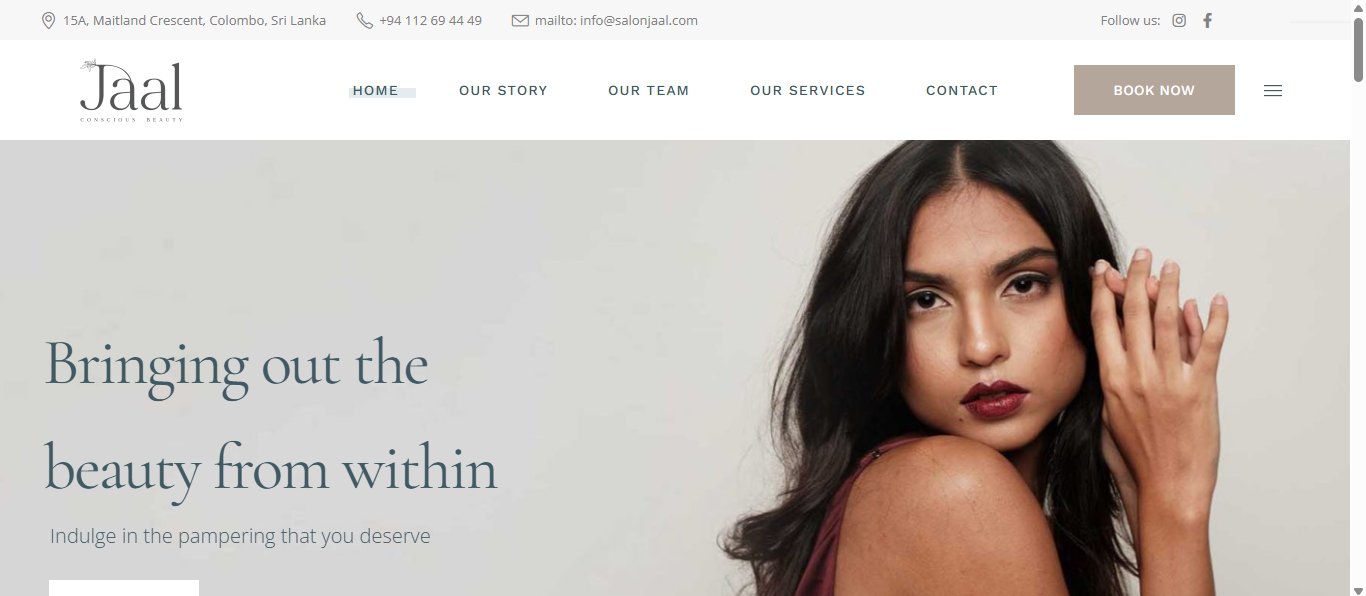 15A, Maitland Crescent, Colombo, Sri Lanka
+94 112 69 44 49
mailto: info@salonjaal.com
Follow us:
Jaal
CONSCIOUS BEAUTY
HOME
OUR STORY
OUR TEAM
OUR SERVICES
CONTACT
BOOK NOW
Bringing out the
beauty from within
Indulge in the pampering that you deserve